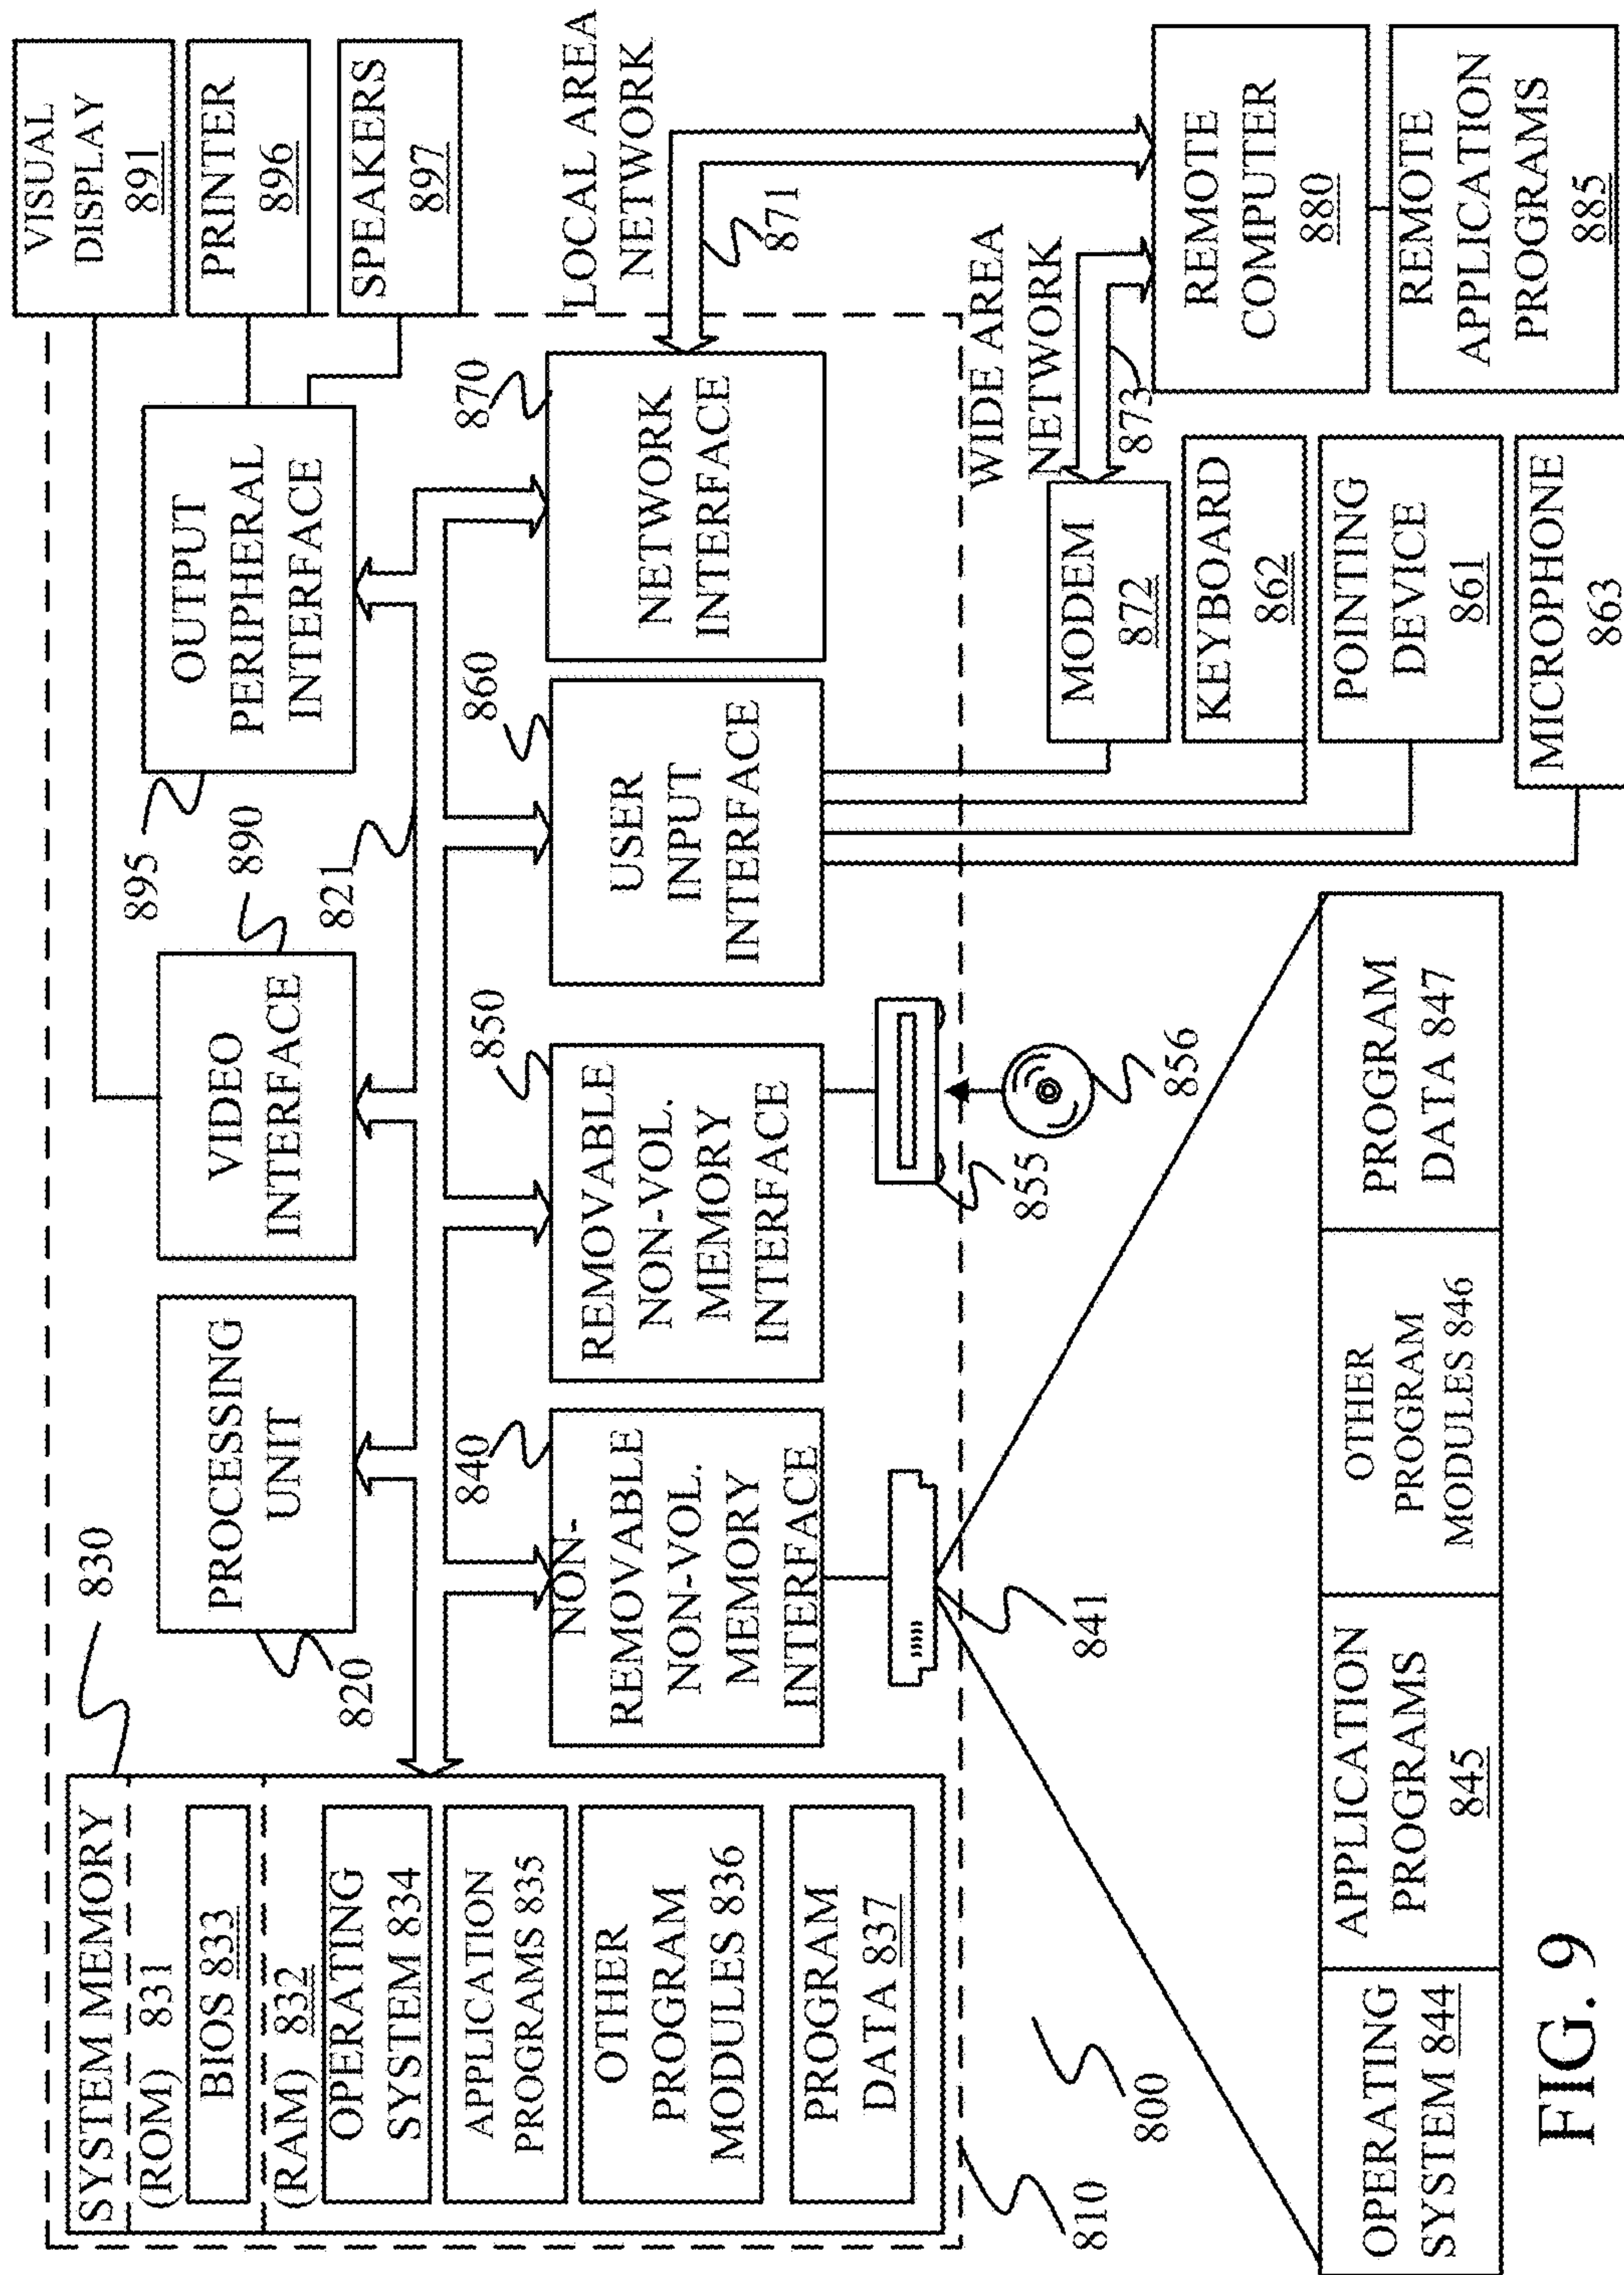 830
820
895
890
821
SYSTEM MEMORY
(ROM) 831
BIOS 833
(RAM) 832
OPERATING
SYSTEM 834
APPLICATION
PROGRAMS 835
OTHER
PROGRAM
MODULES 836
PROGRAM
DATA 837
PROCESSING
UNIT
VIDEO
INTERFACE
OUTPUT
PERIPHERAL
INTERFACE
VISUAL
DISPLAY
891
PRINTER
896
SPEAKERS
897
840
850
860
870
NON-
REMOVABLE
NON-VOL.
MEMORY
INTERFACE
REMOVABLE
NON-VOL.
MEMORY
INTERFACE
USER
INPUT
INTERFACE
NETWORK
INTERFACE
LOCAL AREA
NETWORK
871
810
800
841
855
856
WIDE AREA
NETWORK
873
MODEM
872
KEYBOARD
862
POINTING
DEVICE
861
MICROPHONE
863
REMOTE
COMPUTER
880
REMOTE
APPLICATION
PROGRAMS
885
OPERATING
SYSTEM 844
APPLICATION
PROGRAMS
845
OTHER
PROGRAM
MODULES 846
PROGRAM
DATA 847
FIG. 9